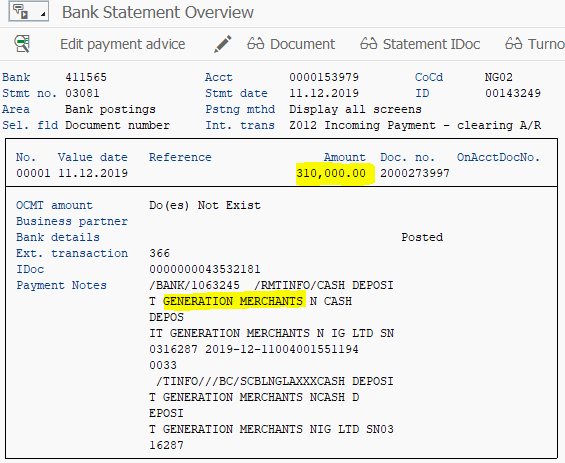 Bank Statement Overview
Edit payment advice Document Statement IDoc Turno
Bank 411565 Acct 0000153979 CoCd NG02
Stmt no. 03081 Stmt date 11.12.2019 ID 00143249
Area Bank postings Pstng mthd Display all screens
Sel. fld Document number Int. trans Z012 Incoming Payment - clearing A/R
No. Value date Reference Amount Doc. no. OnAcctDocNo.
00001 11.12.2019 310,000.00 2000273997
OCMT amount Do(es) Not Exist
Business partner
Bank details Posted
Ext. transaction 366
IDoc 0000000043532181
Payment Notes /BANK/1063245 /RMTINFO/CASH DEPOSI
T GENERATION MERCHANTS N CASH
DEPOS
IT GENERATION MERCHANTS N IG LTD SN
0316287 2019-12-11004001551194
0033
/TINFO///BC/SCBLNGLAXXXCASH DEPOSI
T GENERATION MERCHANTS NCASH D
EPOSI
T GENERATION MERCHANTS NIG LTD SN03
16287